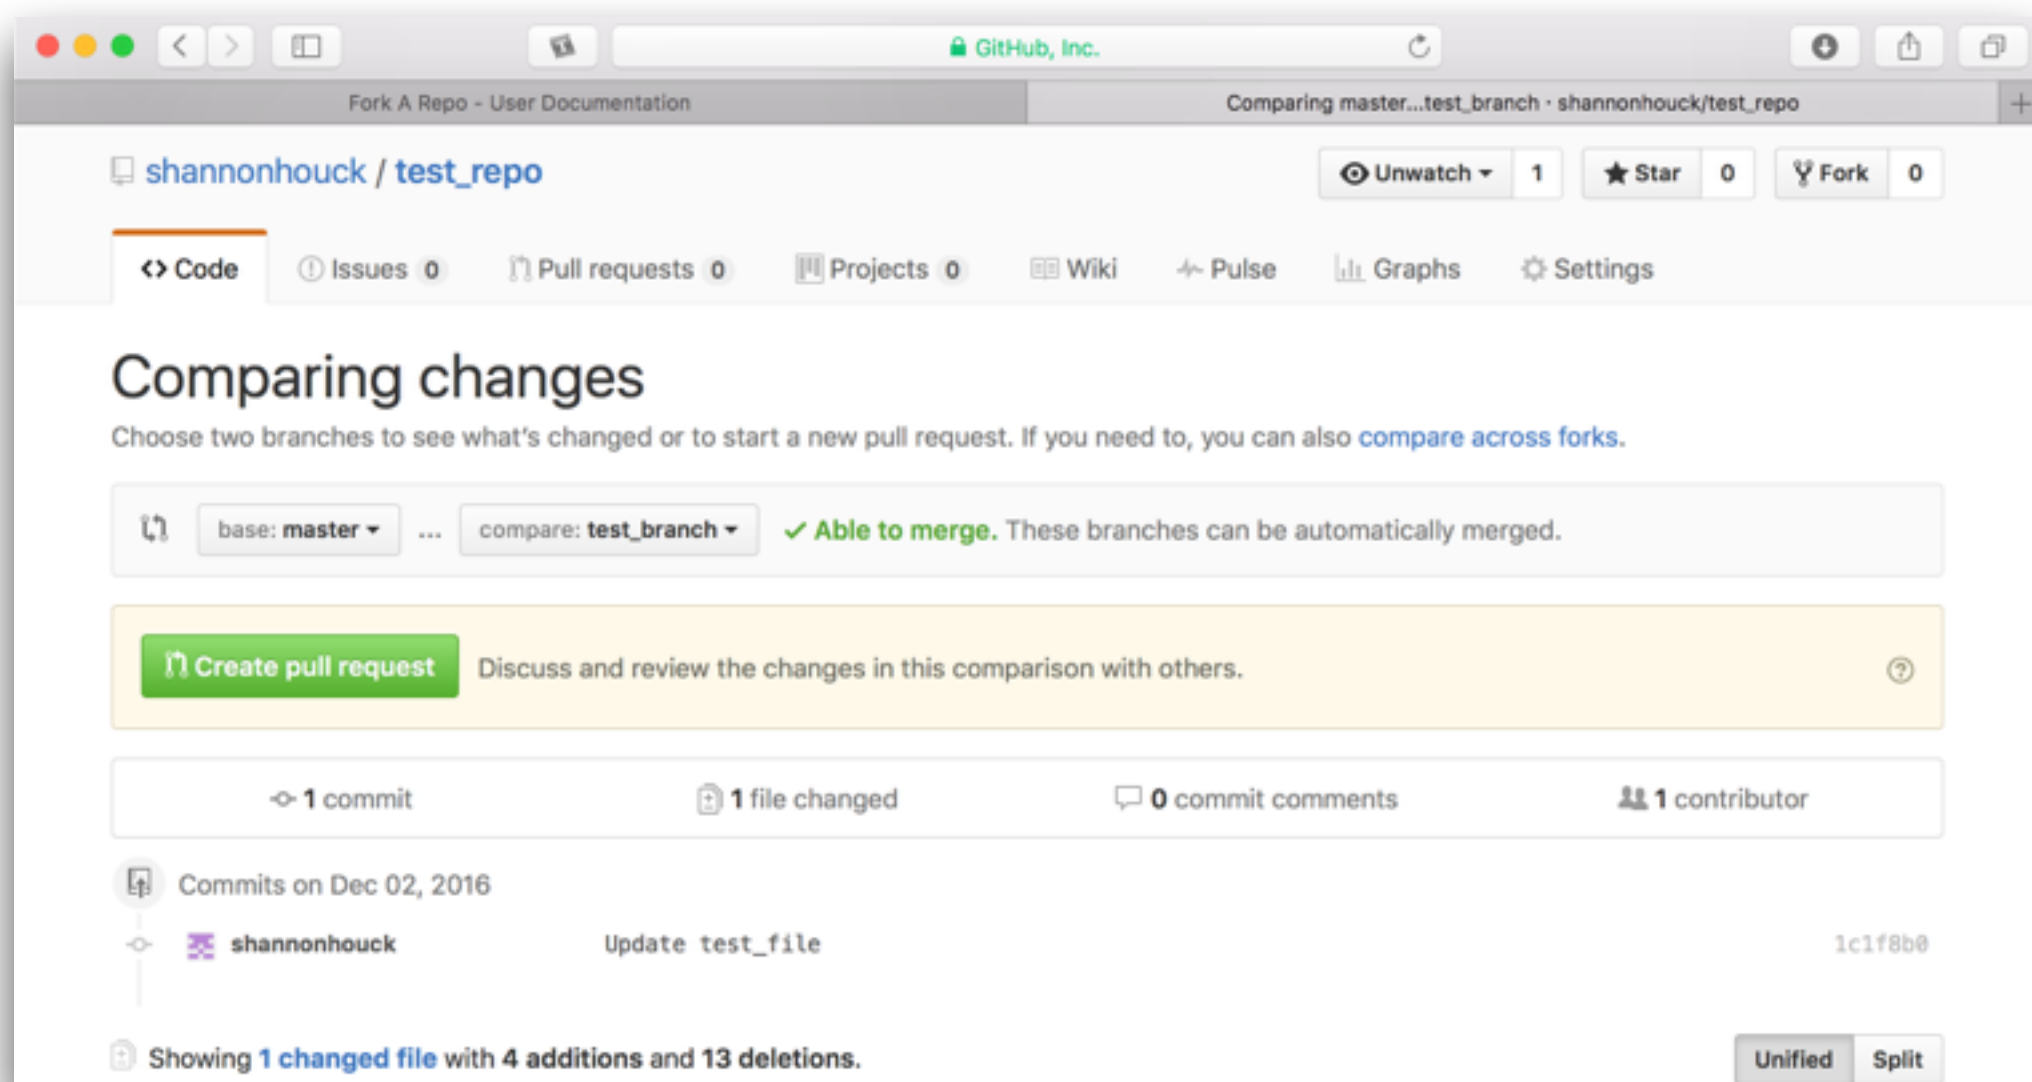 GitHub, Inc.
Fork A Repo - User Documentation
Comparing master...test_branch · shannonhouck/test_repo
shannonhouck / test_repo
Unwatch 1 Star 0 Fork 0
Code Issues 0 Pull requests 0 Projects 0 Wiki Pulse Graphs Settings
Comparing changes
Choose two branches to see what's changed or to start a new pull request. If you need to, you can also compare across forks.
base: master ... compare: test_branch Able to merge. These branches can be automatically merged.
Create pull request Discuss and review the changes in this comparison with others.
1 commit 1 file changed 0 commit comments 1 contributor
Commits on Dec 02, 2016
shannonhouck Update test_file 1c1f8b0
Showing 1 changed file with 4 additions and 13 deletions. Unified Split